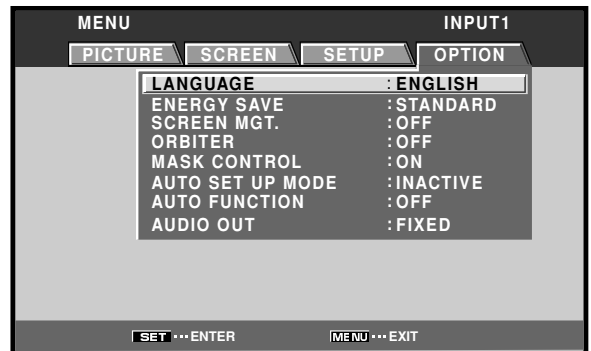 MENU INPUT1
PICTURE SCREEN SETUP OPTION
LANGUAGE : ENGLISH
ENERGY SAVE : STANDARD
SCREEN MGT. : OFF
ORBITER : OFF
MASK CONTROL : ON
AUTO SET UP MODE : INACTIVE
AUTO FUNCTION : OFF
AUDIO OUT : FIXED
SET ··· ENTER MENU ··· EXIT